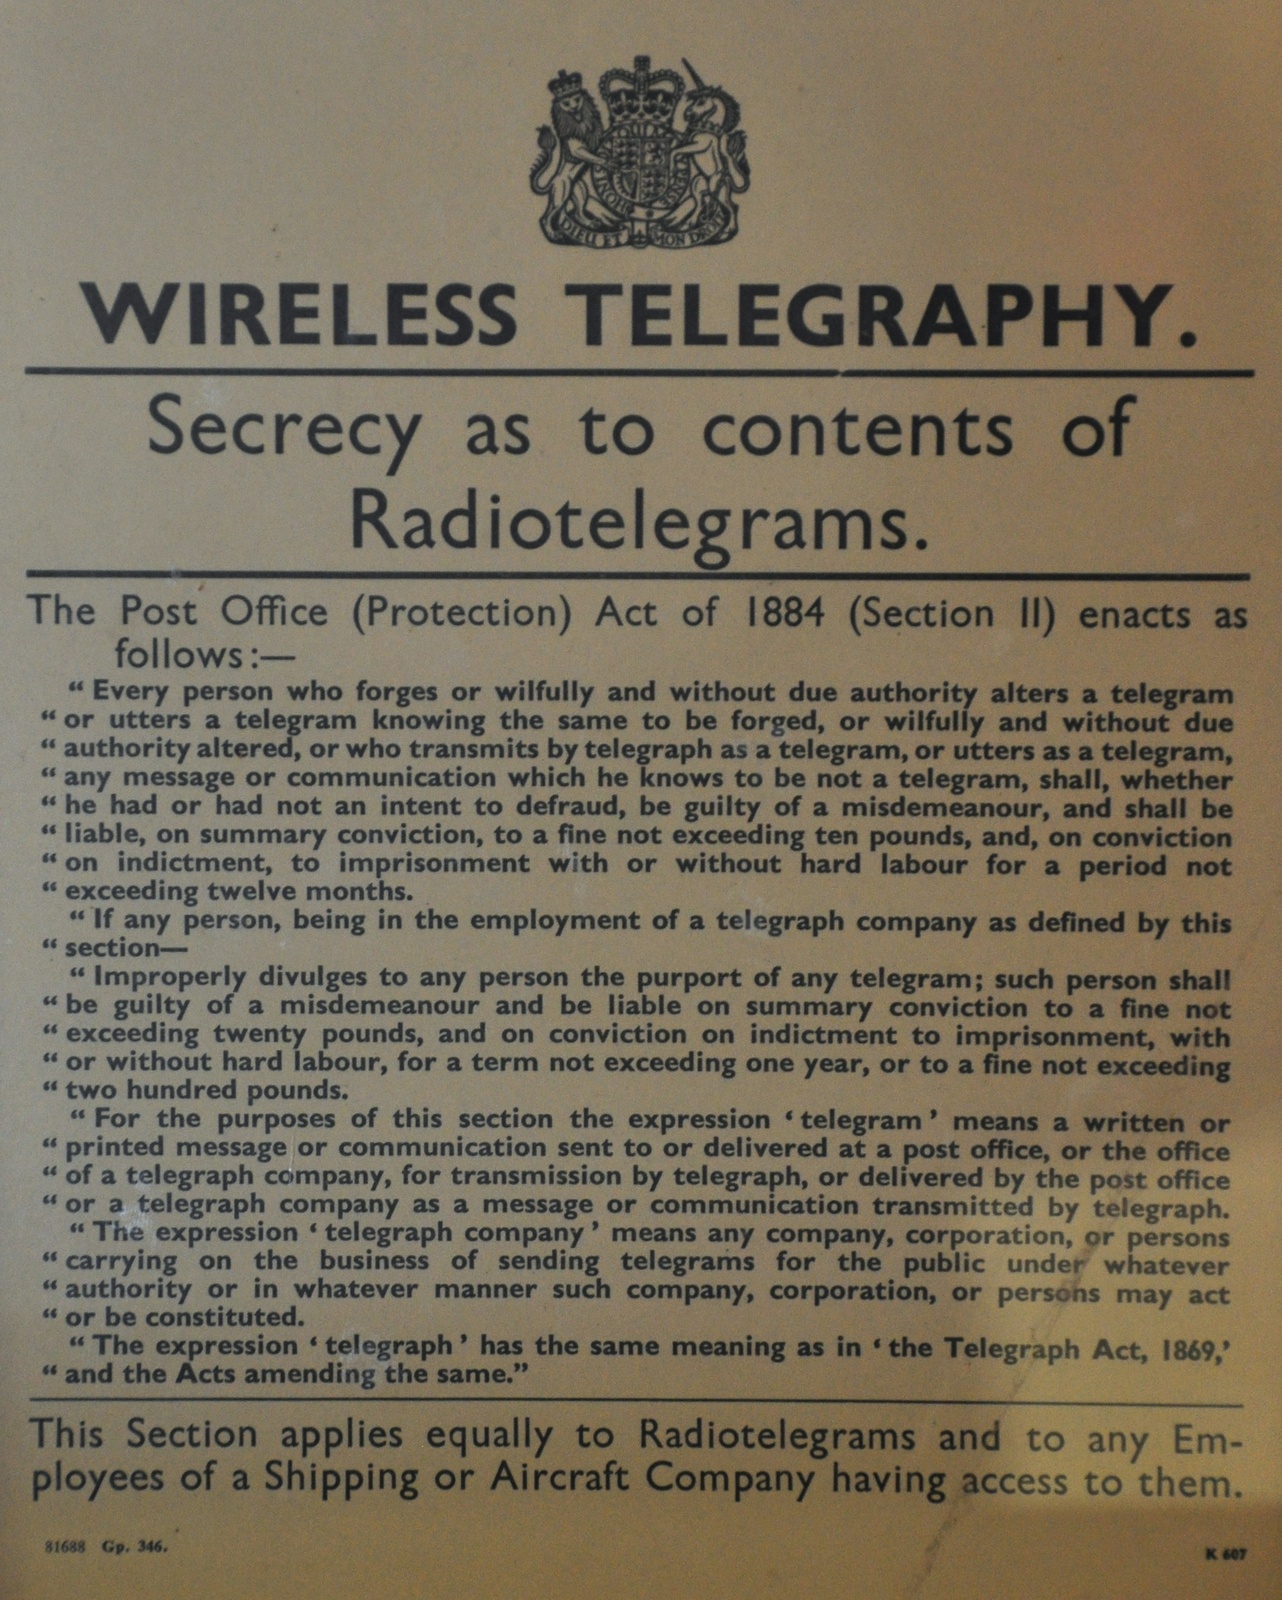 DIEU ET MON DROIT
WIRELESS TELEGRAPHY.
Secrecy as to contents of
Radiotelegrams.
The Post Office (Protection) Act of 1884 (Section II) enacts as
follows:—
“ Every person who forges or wilfully and without due authority alters a telegram
“ or utters a telegram knowing the same to be forged, or wilfully and without due
“ authority altered, or who transmits by telegraph as a telegram, or utters as a telegram,
“ any message or communication which he knows to be not a telegram, shall, whether
“ he had or had not an intent to defraud, be guilty of a misdemeanour, and shall be
“ liable, on summary conviction, to a fine not exceeding ten pounds, and, on conviction
“ on indictment, to imprisonment with or without hard labour for a period not
“ exceeding twelve months.
“ If any person, being in the employment of a telegraph company as defined by this
“ section—
“ Improperly divulges to any person the purport of any telegram; such person shall
“ be guilty of a misdemeanour and be liable on summary conviction to a fine not
“ exceeding twenty pounds, and on conviction on indictment to imprisonment, with
“ or without hard labour, for a term not exceeding one year, or to a fine not exceeding
“ two hundred pounds.
“ For the purposes of this section the expression ‘ telegram ’ means a written or
“ printed message or communication sent to or delivered at a post office, or the office
“ of a telegraph company, for transmission by telegraph, or delivered by the post office
“ or a telegraph company as a message or communication transmitted by telegraph.
“ The expression ‘ telegraph company ’ means any company, corporation, or persons
“ carrying on the business of sending telegrams for the public under whatever
“ authority or in whatever manner such company, corporation, or persons may act
“ or be constituted.
“ The expression ‘ telegraph ’ has the same meaning as in ‘ the Telegraph Act, 1869,’
“ and the Acts amending the same.”
This Section applies equally to Radiotelegrams and to any Em-
ployees of a Shipping or Aircraft Company having access to them.
81688 Gp. 346.
K 607